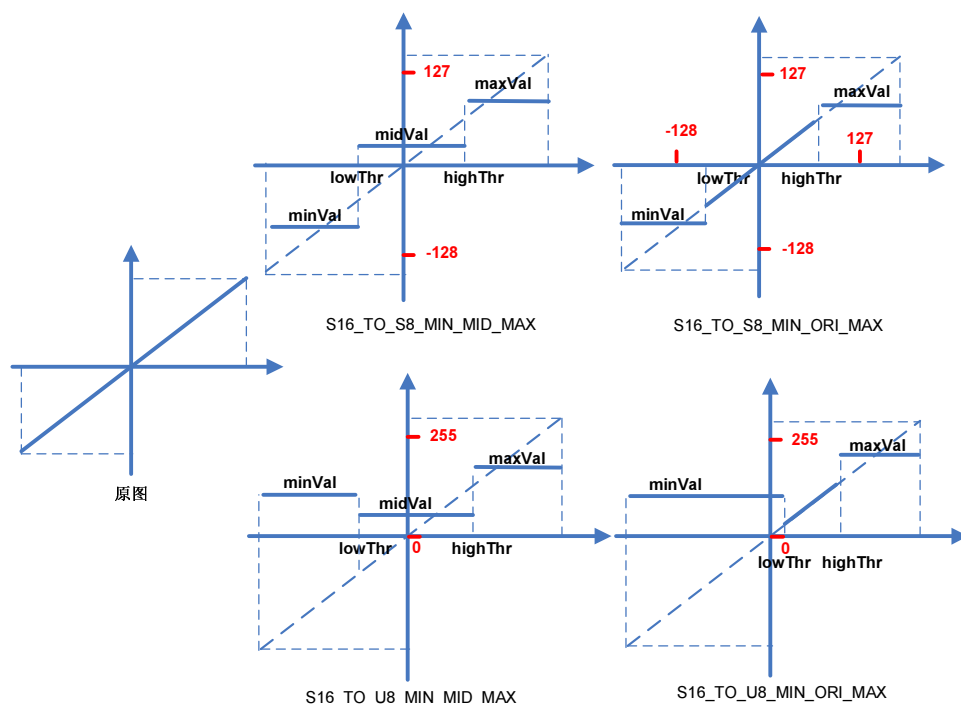 127
maxVal
midVal
lowThr
highThr
minVal
-128
S16_TO_S8_MIN_MID_MAX
127
maxVal
-128
127
lowThr
highThr
minVal
-128
S16_TO_S8_MIN_ORI_MAX
原图
255
maxVal
minVal
midVal
lowThr
0
highThr
S16_TO_U8_MIN_MID_MAX
255
maxVal
minVal
0
lowThr
highThr
S16_TO_U8_MIN_ORI_MAX